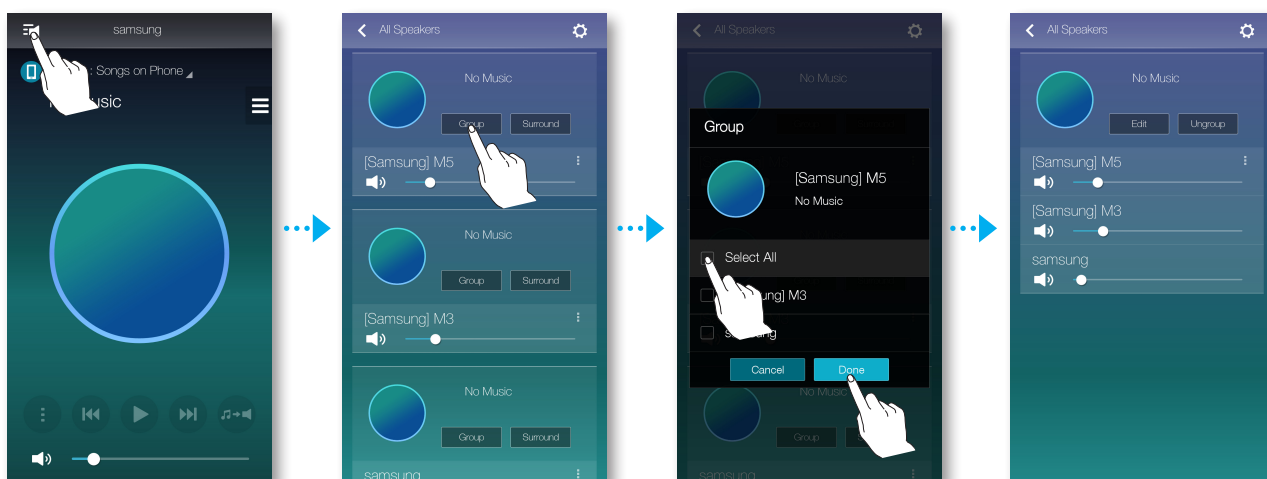 samsung
: Songs on Phone
usic
All Speakers
No Music
Group
Surround
[Samsung] M5
No Music
Group
Surround
[Samsung] M3
No Music
Group
Surround
samsung
All Speakers
No Music
Group
[Samsung] M5
No Music
Select All
ung] M3
Cancel
Done
No Music
Group
samsung
All Speakers
No Music
Edit
Ungroup
[Samsung] M5
[Samsung] M3
samsung